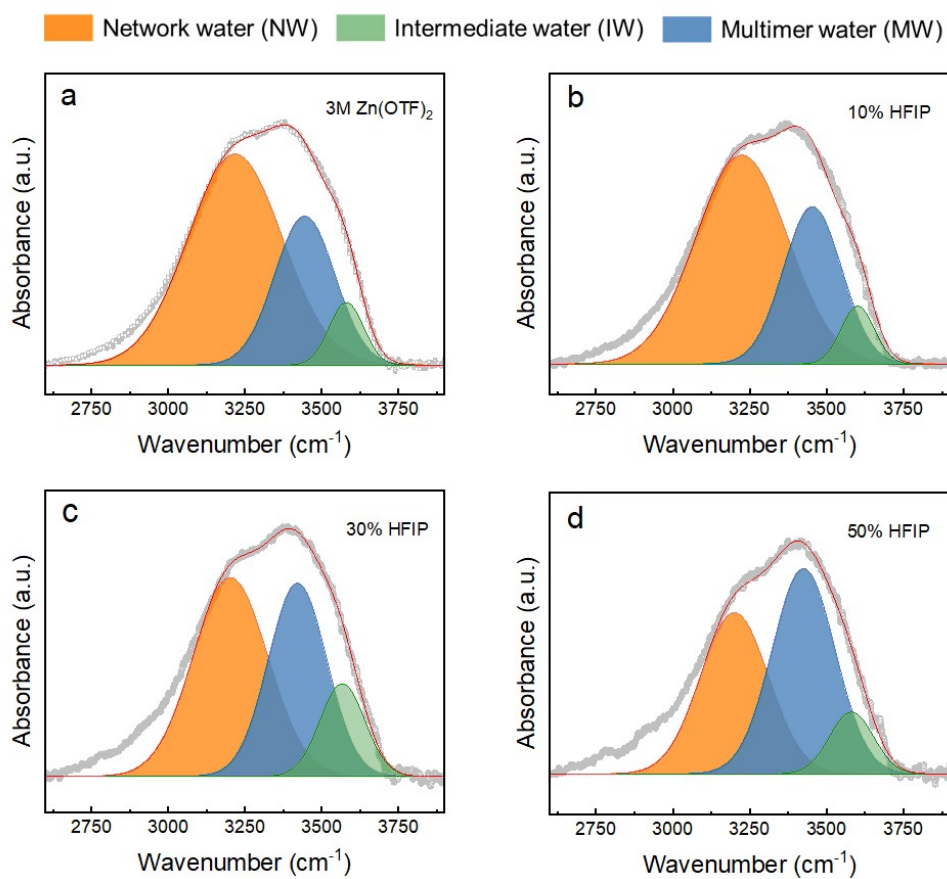 Network water (NW) Intermediate water (IW) Multimer water (MW)
a
3M Zn(OTF)₂
Absorbance (a.u.)
2750 3000 3250 3500 3750
Wavenumber (cm⁻¹)
b
10% HFIP
Absorbance (a.u.)
2750 3000 3250 3500 3750
Wavenumber (cm⁻¹)
c
30% HFIP
Absorbance (a.u.)
2750 3000 3250 3500 3750
Wavenumber (cm⁻¹)
d
50% HFIP
Absorbance (a.u.)
2750 3000 3250 3500 3750
Wavenumber (cm⁻¹)